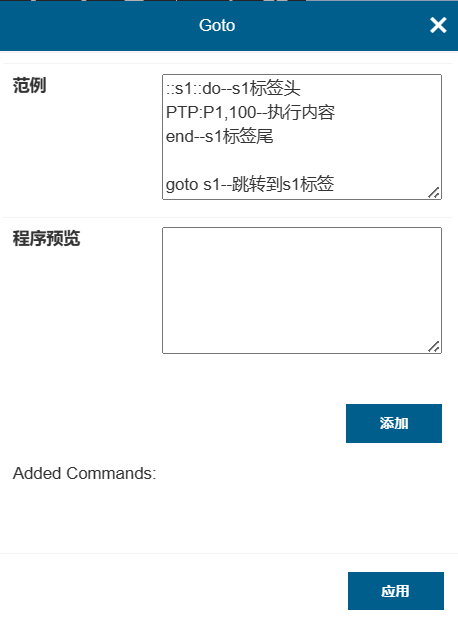 Goto
范例
::s1::do--s1标签头
PTP:P1,100--执行内容
end--s1标签尾
goto s1--跳转到s1标签
程序预览
添加
Added Commands:
应用